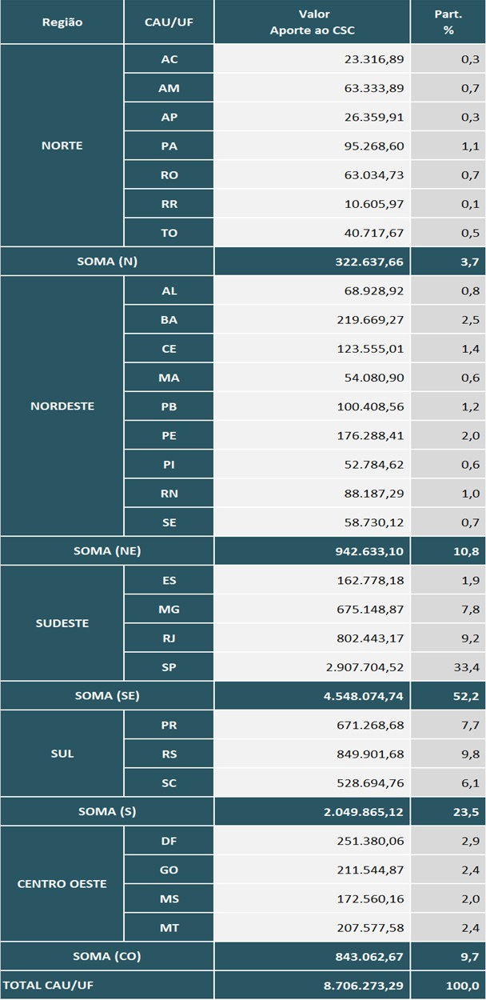 Região CAU/UF Valor Aporte ao CSC Part. %
NORTE
AC 23.316,89 0,3
AM 63.333,89 0,7
AP 26.359,91 0,3
PA 95.268,60 1,1
RO 63.034,73 0,7
RR 10.605,97 0,1
TO 40.717,67 0,5
SOMA (N) 322.637,66 3,7
NORDESTE
AL 68.928,92 0,8
BA 219.669,27 2,5
CE 123.555,01 1,4
MA 54.080,90 0,6
PB 100.408,56 1,2
PE 176.288,41 2,0
PI 52.784,62 0,6
RN 88.187,29 1,0
SE 58.730,12 0,7
SOMA (NE) 942.633,10 10,8
SUDESTE
ES 162.778,18 1,9
MG 675.148,87 7,8
RJ 802.443,17 9,2
SP 2.907.704,52 33,4
SOMA (SE) 4.548.074,74 52,2
SUL
PR 671.268,68 7,7
RS 849.901,68 9,8
SC 528.694,76 6,1
SOMA (S) 2.049.865,12 23,5
CENTRO OESTE
DF 251.380,06 2,9
GO 211.544,87 2,4
MS 172.560,16 2,0
MT 207.577,58 2,4
SOMA (CO) 843.062,67 9,7
TOTAL CAU/UF 8.706.273,29 100,0